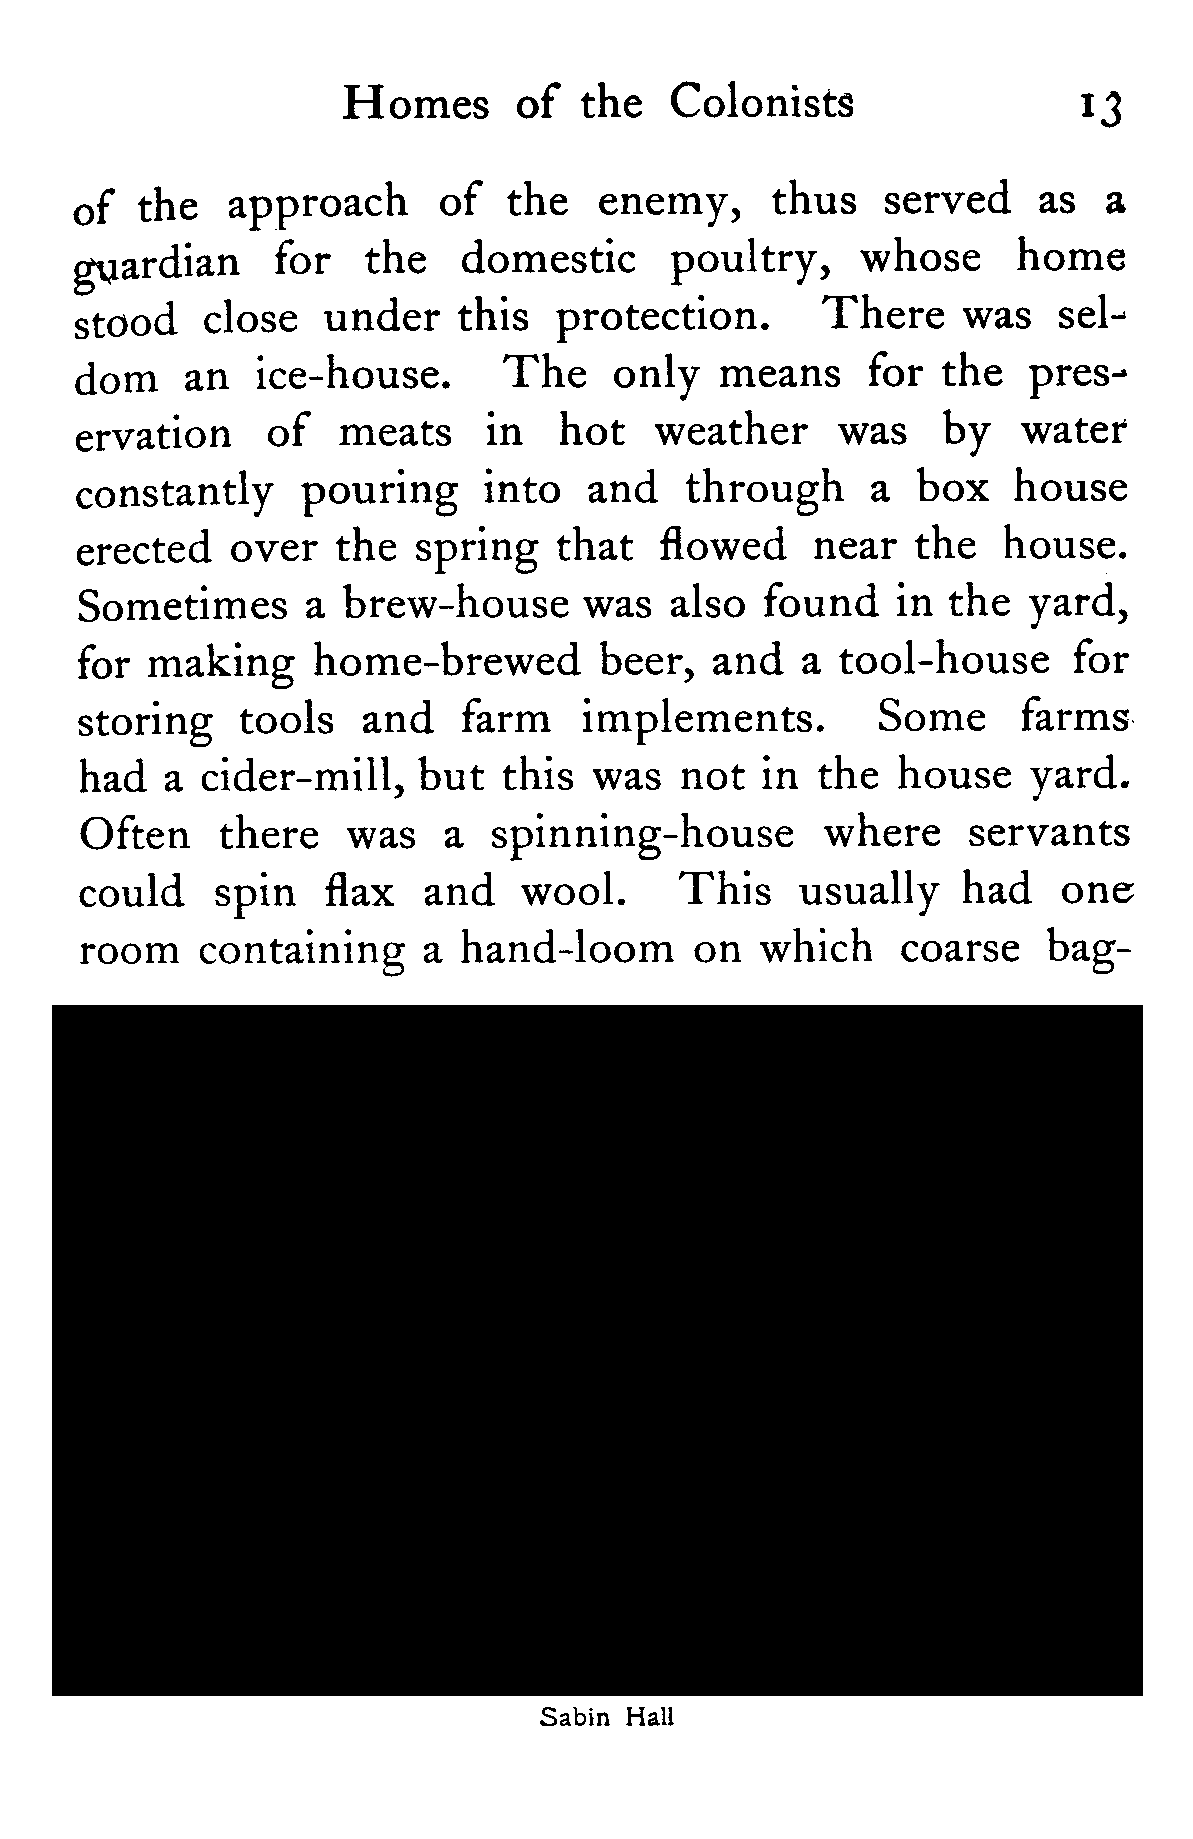 Homes of the Colonists 13
of the approach of the enemy, thus served as a
guardian for the domestic poultry, whose home
stood close under this protection. There was sel-
dom an ice-house. The only means for the pres-
ervation of meats in hot weather was by water
constantly pouring into and through a box house
erected over the spring that flowed near the house.
Sometimes a brew-house was also found in the yard,
for making home-brewed beer, and a tool-house for
storing tools and farm implements. Some farms
had a cider-mill, but this was not in the house yard.
Often there was a spinning-house where servants
could spin flax and wool. This usually had one
room containing a hand-loom on which coarse bag-
Sabin Hall